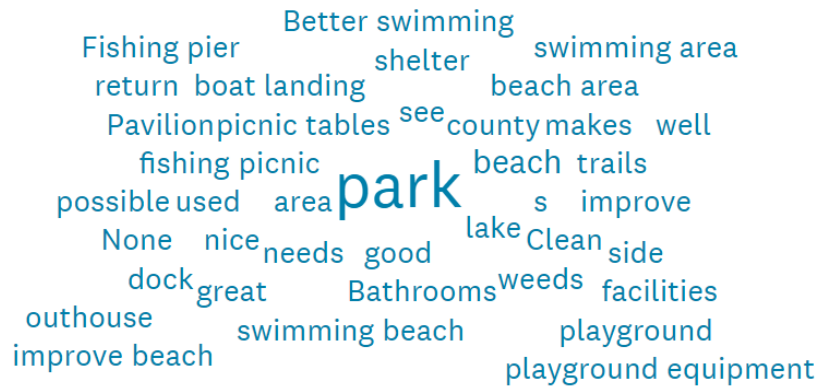 Better swimming
Fishing pier shelter swimming area
return boat landing beach area
Pavilion picnic tables see county makes well
fishing picnic park beach trails
possible used area s improve
None nice needs good lake Clean side
dock great Bathrooms weeds facilities
outhouse swimming beach playground
improve beach playground equipment